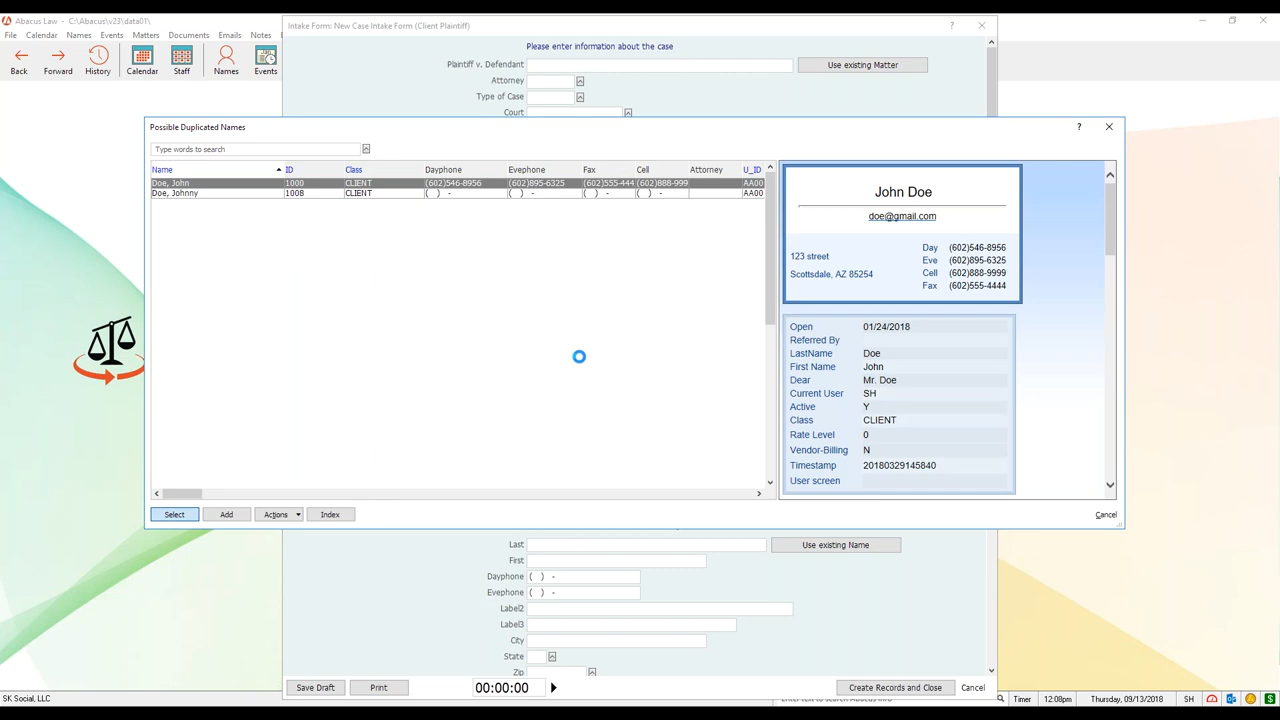 Abacus Law - C:\Abacus\v23\data01\
File Calendar Names Events Matters Documents Emails Notes
Back Forward History Calendar Staff Names Events
Intake Form: New Case Intake Form (Client Plaintiff) ?
Please enter information about the case
Plaintiff v. Defendant Use existing Matter
Attorney
Type of Case
Court
Possible Duplicated Names ?
Type words to search
Name ID Class Dayphone Evephone Fax Cell Attorney U_ID
Doe, John 1000 CLIENT (602)546-8956 (602)895-6325 (602)555-444 (602)888-999 AA00
Doe, Johnny 1008 CLIENT ( ) - ( ) - ( ) - ( ) - AA00
John Doe
doe@gmail.com
123 street
Scottsdale, AZ 85254
Day (602)546-8956
Eve (602)895-6325
Cell (602)888-9999
Fax (602)555-4444
Open 01/24/2018
Referred By
LastName Doe
First Name John
Dear Mr. Doe
Current User SH
Active Y
Class CLIENT
Rate Level 0
Vendor-Billing N
Timestamp 20180329145840
User screen
Select Add Actions Index Cancel
Last Use existing Name
First
Dayphone ( ) -
Evephone ( ) -
Label2
Label3
City
State
Zip
Save Draft Print 00:00:00 Create Records and Close Cancel
SK Social, LLC Timer 12:08pm Thursday, 09/13/2018 SH